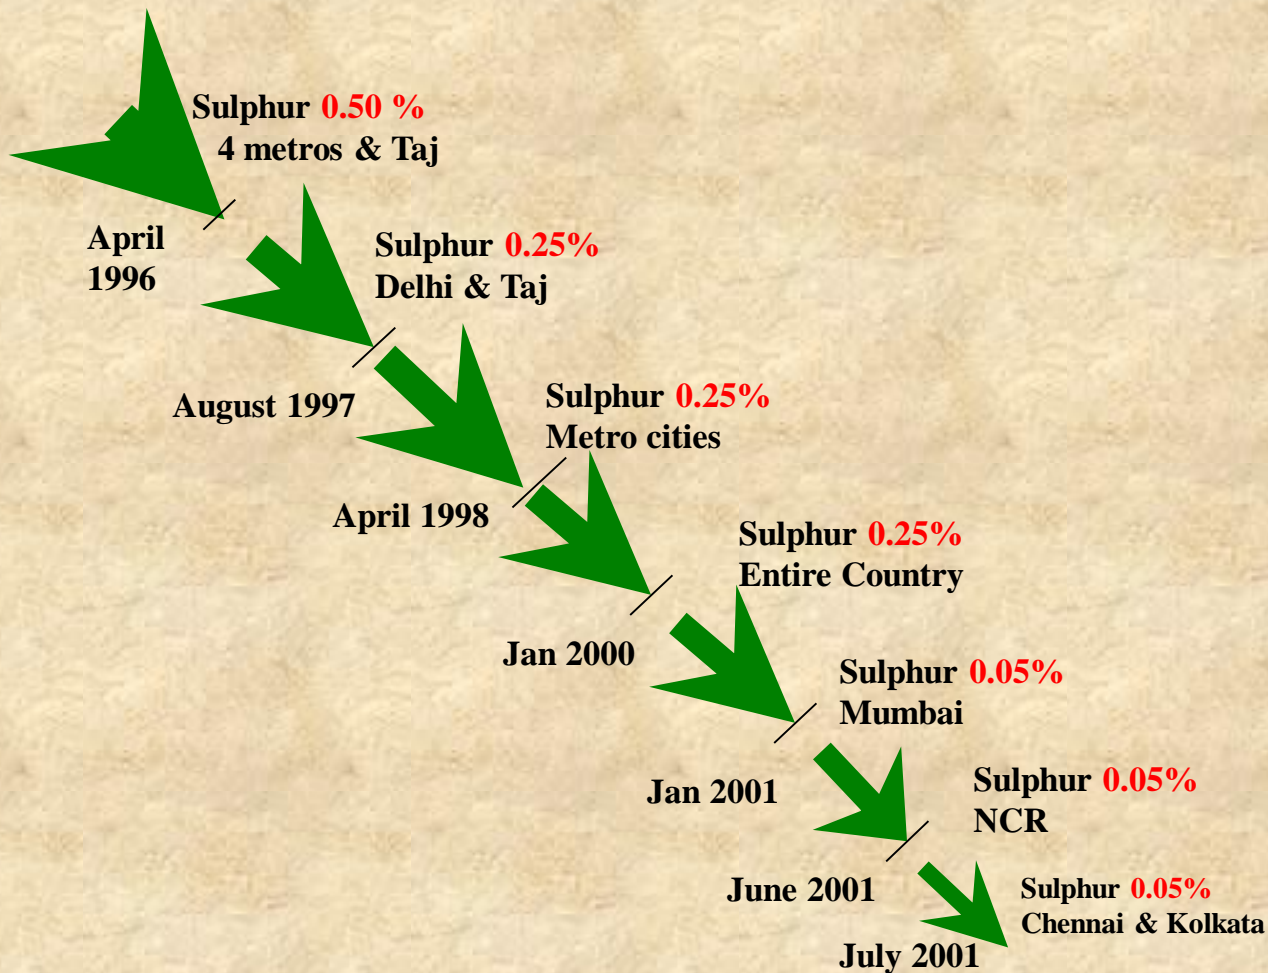 Sulphur 0.50 %
4 metros & Taj
April
1996
Sulphur 0.25%
Delhi & Taj
August 1997
Sulphur 0.25%
Metro cities
April 1998
Sulphur 0.25%
Entire Country
Jan 2000
Sulphur 0.05%
Mumbai
Jan 2001
Sulphur 0.05%
NCR
June 2001
Sulphur 0.05%
Chennai & Kolkata
July 2001